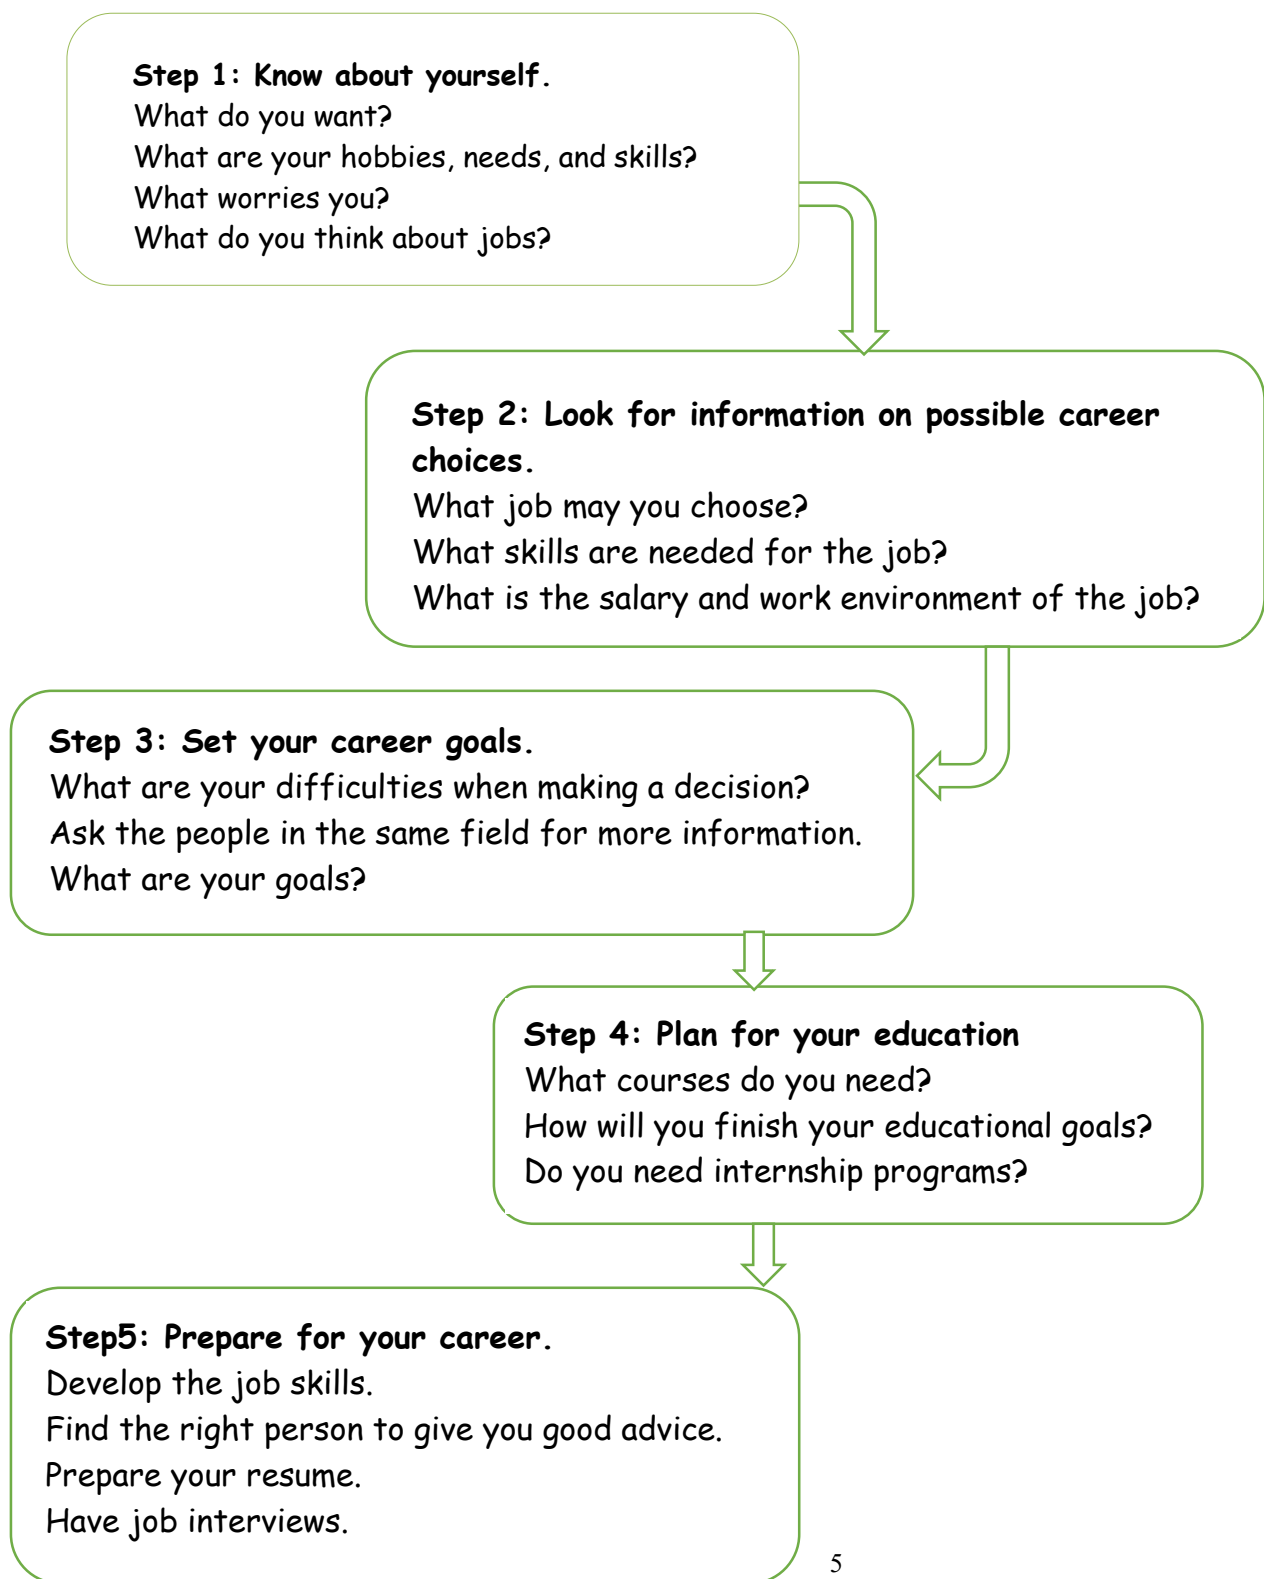 Step 1: Know about yourself.
What do you want?
What are your hobbies, needs, and skills?
What worries you?
What do you think about jobs?
Step 2: Look for information on possible career
choices.
What job may you choose?
What skills are needed for the job?
What is the salary and work environment of the job?
Step 3: Set your career goals.
What are your difficulties when making a decision?
Ask the people in the same field for more information.
What are your goals?
Step 4: Plan for your education
What courses do you need?
How will you finish your educational goals?
Do you need internship programs?
Step5: Prepare for your career.
Develop the job skills.
Find the right person to give you good advice.
Prepare your resume.
Have job interviews.
5